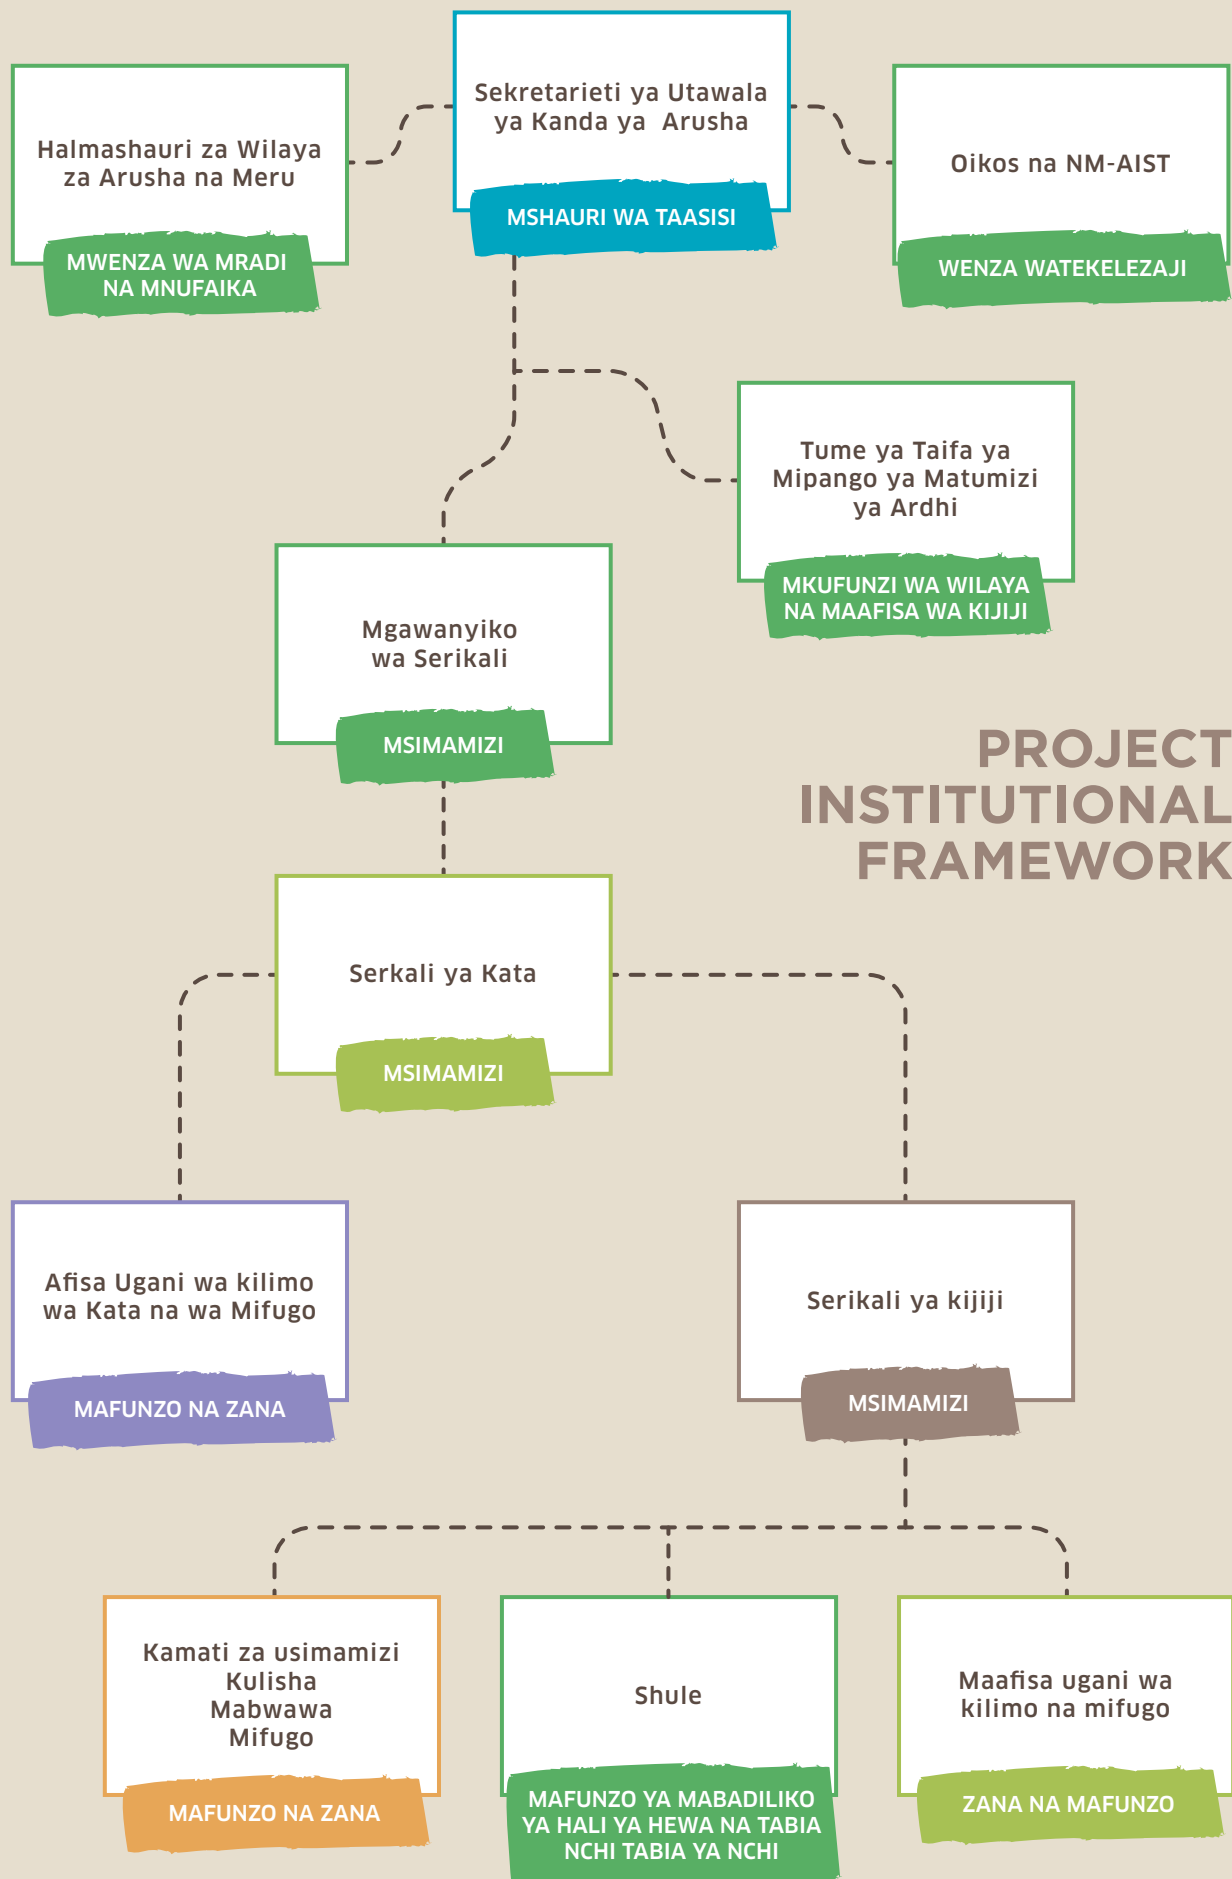 Sekretarieti ya Utawala
ya Kanda ya Arusha
MSHAURI WA TAASISI
Halmashauri za Wilaya
za Arusha na Meru
MWENZA WA MRADI
NA MNUFAIKA
Oikos na NM-AIST
WENZA WATEKELEZAJI
Tume ya Taifa ya
Mipango ya Matumizi
ya Ardhi
MKUFUNZI WA WILAYA
NA MAAFISA WA KIJIJI
Mgawanyiko
wa Serikali
MSIMAMIZI
PROJECT
INSTITUTIONAL
FRAMEWORK
Serkali ya Kata
MSIMAMIZI
Afisa Ugani wa kilimo
wa Kata na wa Mifugo
MAFUNZO NA ZANA
Serikali ya kijiji
MSIMAMIZI
Kamati za usimamizi
Kulisha
Mabwawa
Mifugo
MAFUNZO NA ZANA
Shule
MAFUNZO YA MABADILIKO
YA HALI YA HEWA NA TABIA
NCHI TABIA YA NCHI
Maafisa ugani wa
kilimo na mifugo
ZANA NA MAFUNZO